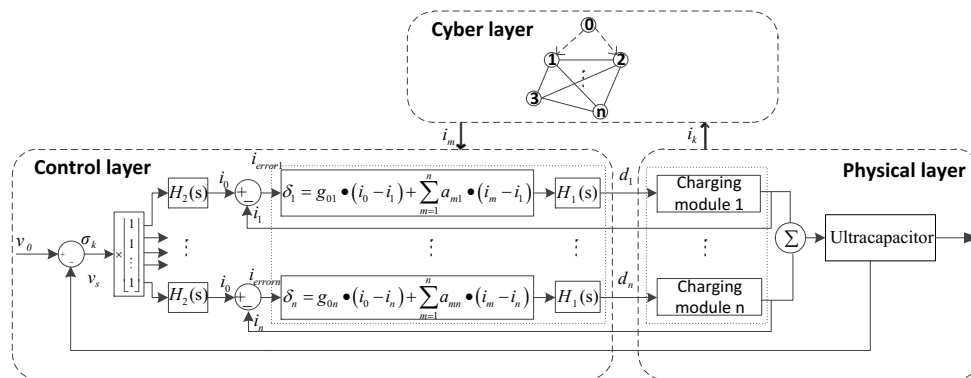 Cyber layer
0
1
2
⋮
3
n
i_m
i_k
Control layer
Physical layer
i_error1
i_0
H_2(s)
+
−
i_1
δ_1 = g_01 • (i_0 − i_1) + ∑_{m=1}^{n} a_m1 • (i_m − i_1)
H_1(s)
d_1
Charging
module 1
v_0
+
−
σ_k
v_s
×
1
1
⋮
1
⋮
⋮
⋮
∑
Ultracapacitor
H_2(s)
i_0
i_errorn
+
−
i_n
δ_n = g_0n • (i_0 − i_n) + ∑_{m=1}^{n} a_mn • (i_m − i_n)
H_1(s)
d_n
Charging
module n